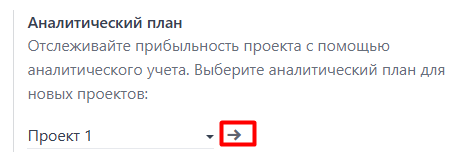 Аналитический план
Отслеживайте прибыльность проекта с помощью
аналитического учета. Выберите аналитический план для
новых проектов:
Проект 1